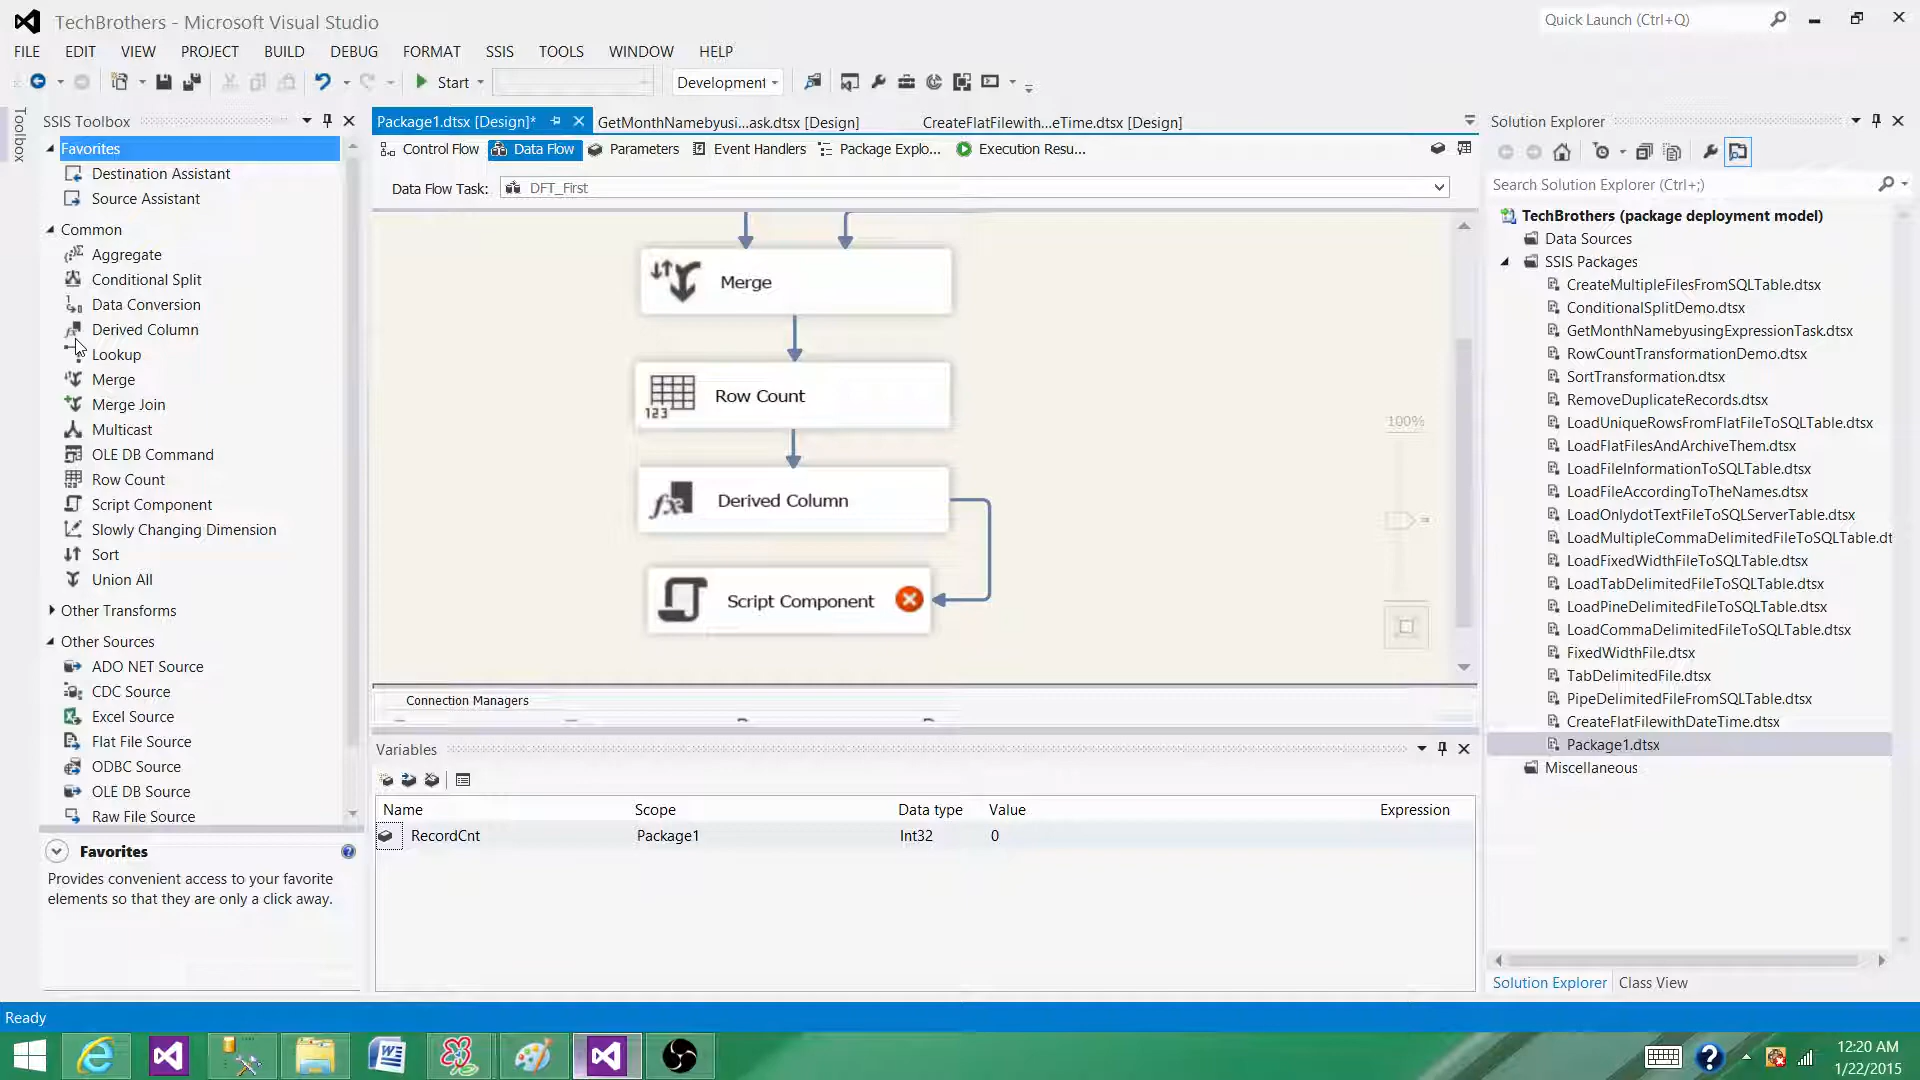 TechBrothers - Microsoft Visual Studio
Quick Launch (Ctrl+Q)
FILE EDIT VIEW PROJECT BUILD DEBUG FORMAT SSIS TOOLS WINDOW HELP
Start
Development
Toolbox
SSIS Toolbox
Favorites
Destination Assistant
Source Assistant
Common
Aggregate
Conditional Split
Data Conversion
Derived Column
Lookup
Merge
Merge Join
Multicast
OLE DB Command
Row Count
Script Component
Slowly Changing Dimension
Sort
Union All
Other Transforms
Other Sources
ADO NET Source
CDC Source
Excel Source
Flat File Source
ODBC Source
OLE DB Source
Raw File Source
Favorites
Provides convenient access to your favorite
elements so that they are only a click away.
Package1.dtsx [Design]* GetMonthNamebyusi...ask.dtsx [Design] CreateFlatFilewith...eTime.dtsx [Design]
Control Flow Data Flow Parameters Event Handlers Package Explo... Execution Resu...
Data Flow Task: DFT_First
Merge
Row Count
123
Derived Column
Script Component
100%
Connection Managers
Variables
Name Scope Data type Value Expression
RecordCnt Package1 Int32 0
Solution Explorer
Search Solution Explorer (Ctrl+;)
TechBrothers (package deployment model)
Data Sources
SSIS Packages
CreateMultipleFilesFromSQLTable.dtsx
ConditionalSplitDemo.dtsx
GetMonthNamebyusingExpressionTask.dtsx
RowCountTransformationDemo.dtsx
SortTransformation.dtsx
RemoveDuplicateRecords.dtsx
LoadUniqueRowsFromFlatFileToSQLTable.dtsx
LoadFlatFilesAndArchiveThem.dtsx
LoadFileInformationToSQLTable.dtsx
LoadFileAccordingToTheNames.dtsx
LoadOnlydotTextFileToSQLServerTable.dtsx
LoadMultipleCommaDelimitedFileToSQLTable.dt
LoadFixedWidthFileToSQLTable.dtsx
LoadTabDelimitedFileToSQLTable.dtsx
LoadPineDelimitedFileToSQLTable.dtsx
LoadCommaDelimitedFileToSQLTable.dtsx
FixedWidthFile.dtsx
TabDelimitedFile.dtsx
PipeDelimitedFileFromSQLTable.dtsx
CreateFlatFilewithDateTime.dtsx
Package1.dtsx
Miscellaneous
Solution Explorer Class View
Ready
12:20 AM
1/22/2015